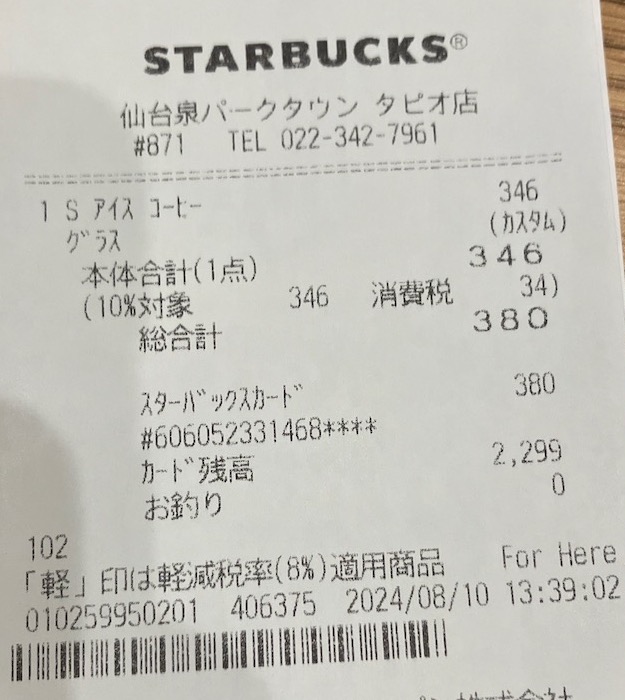 STARBUCKS®
仙台泉パークタウン タピオ店
#871 TEL 022-342-7961
1 S アイス コーヒー 346
グラス (カスタム)
本体合計(1点) 346
(10%対象 346 消費税 34)
総合計 380
スターバックスカード 380
#606052331468****
カード残高 2,299
お釣り 0
102
「軽」印は軽減税率(8%)適用商品 For Here
010259950201 406375 2024/08/10 13:39:02